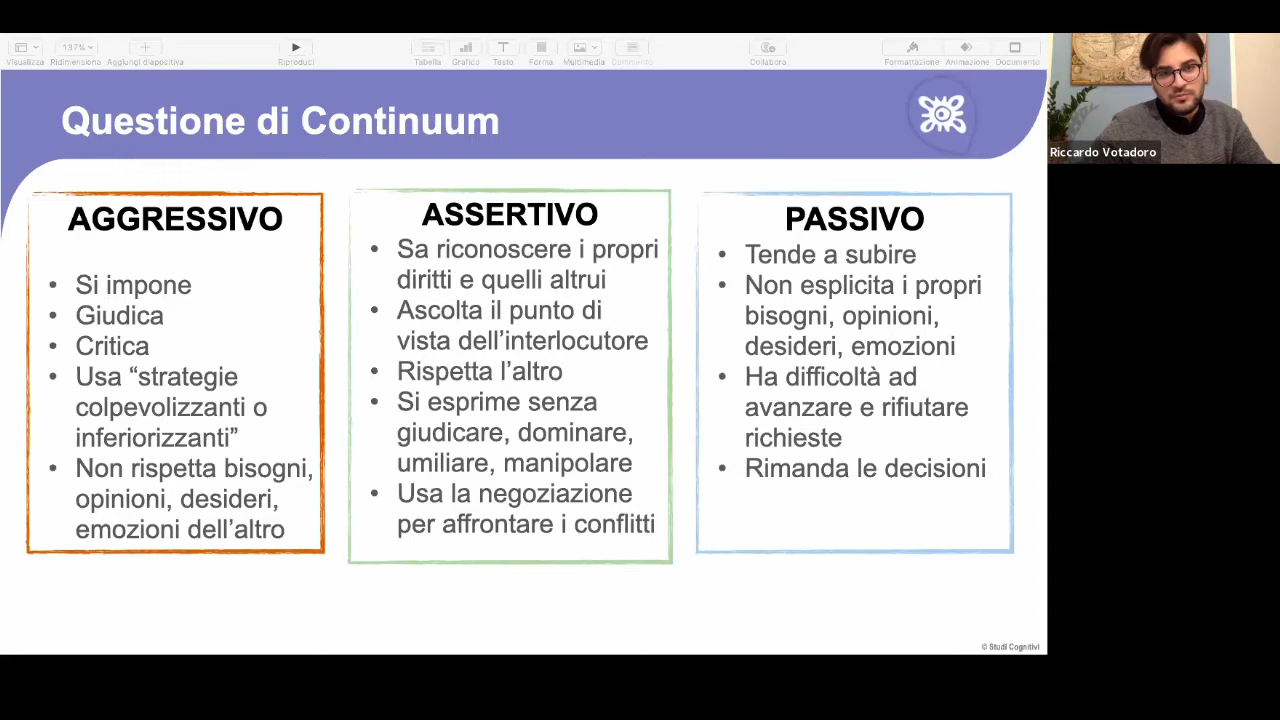 137%
Visualizza
Ridimensiona
Aggiungi diapositiva
Riproduci
Tabella
Grafico
Testo
Forma
Multimedia
Commento
Collabora
Formattazione
Animazione
Documento
Questione di Continuum
Riccardo Votadoro
AGGRESSIVO
• Si impone
• Giudica
• Critica
• Usa “strategie
colpevolizzanti o
inferiorizzanti”
• Non rispetta bisogni,
opinioni, desideri,
emozioni dell’altro
ASSERTIVO
• Sa riconoscere i propri
diritti e quelli altrui
• Ascolta il punto di
vista dell’interlocutore
• Rispetta l’altro
• Si esprime senza
giudicare, dominare,
umiliare, manipolare
• Usa la negoziazione
per affrontare i conflitti
PASSIVO
• Tende a subire
• Non esplicita i propri
bisogni, opinioni,
desideri, emozioni
• Ha difficoltà ad
avanzare e rifiutare
richieste
• Rimanda le decisioni
© Studi Cognitivi